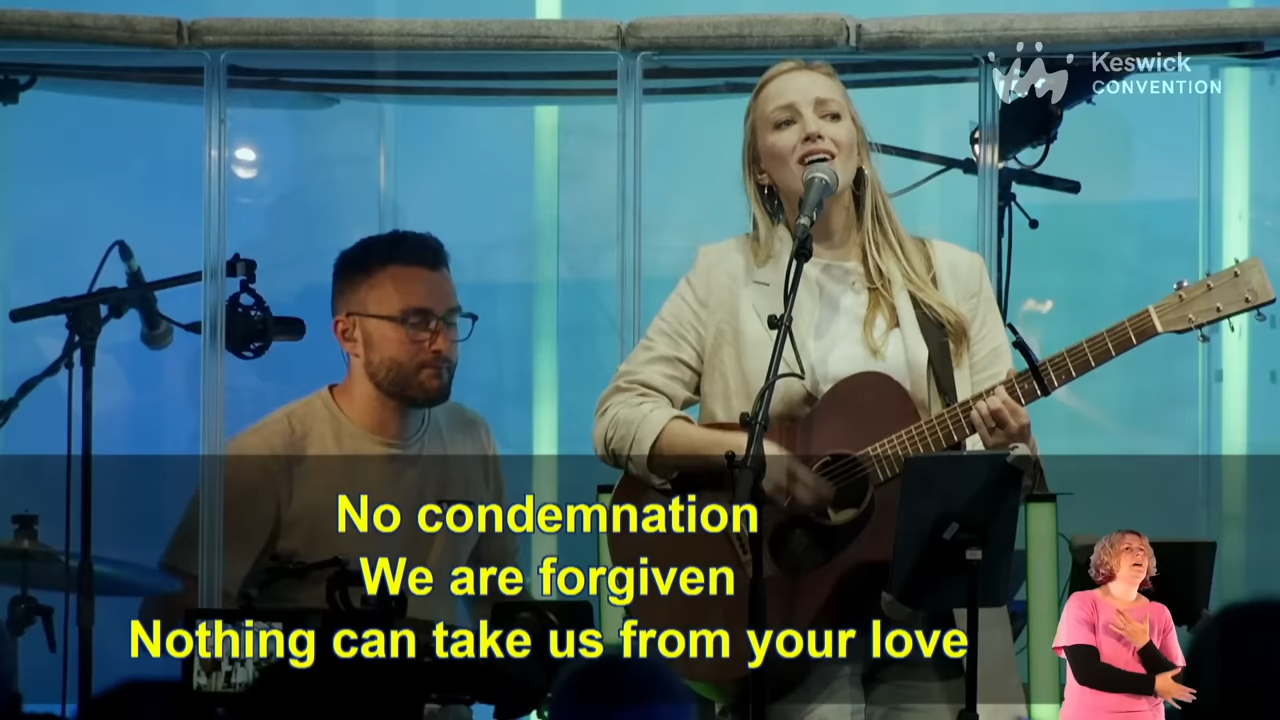 Keswick
CONVENTION
No condemnation
We are forgiven
Nothing can take us from your love